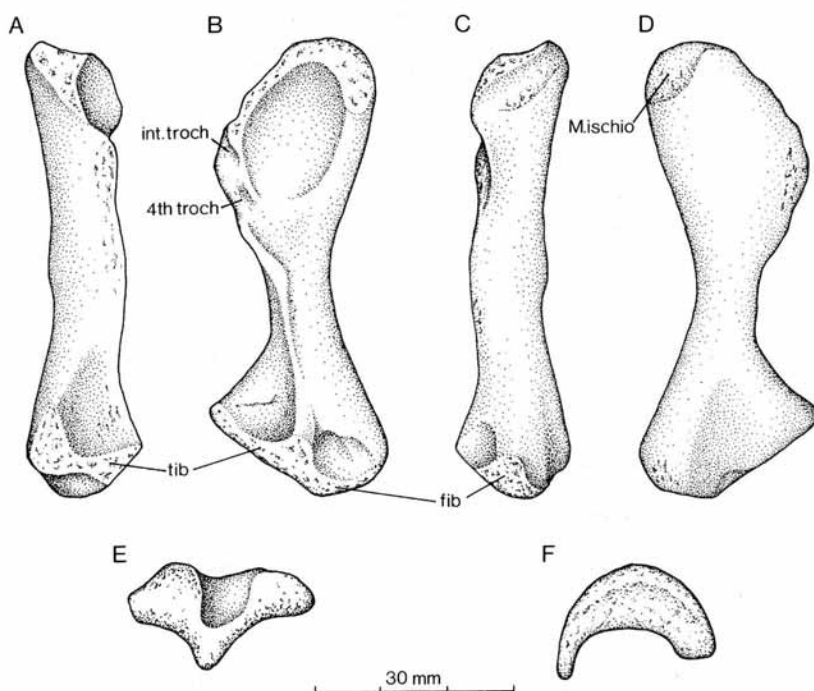 A
B
C
D
int. troch
4th troch
M.ischio
tib
fib
E
F
30 mm